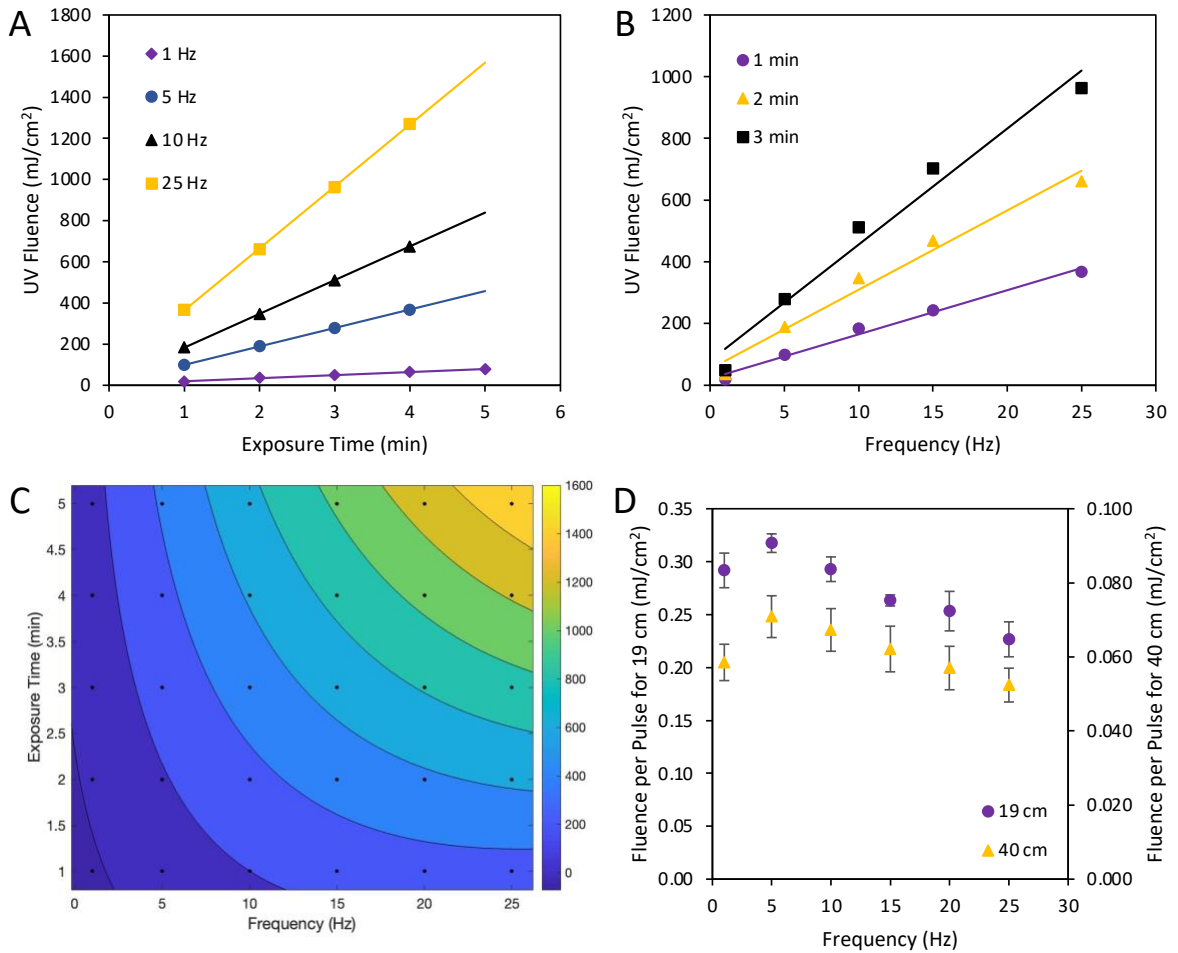 A
UV Fluence (mJ/cm²)
1800
1600
1400
1200
1000
800
600
400
200
0
1 Hz
5 Hz
10 Hz
25 Hz
0 1 2 3 4 5 6
Exposure Time (min)
B
UV Fluence (mJ/cm²)
1200
1000
800
600
400
200
0
1 min
2 min
3 min
0 5 10 15 20 25 30
Frequency (Hz)
C
Exposure Time (min)
5
4.5
4
3.5
3
2.5
2
1.5
1
0 5 10 15 20 25
Frequency (Hz)
1600
1400
1200
1000
800
600
400
200
0
D
Fluence per Pulse for 19 cm (mJ/cm²)
0.35
0.30
0.25
0.20
0.15
0.10
0.05
0.00
19 cm
40 cm
0 5 10 15 20 25 30
Frequency (Hz)
0.100
0.080
0.060
0.040
0.020
0.000
Fluence per Pulse for 40 cm (mJ/cm²)